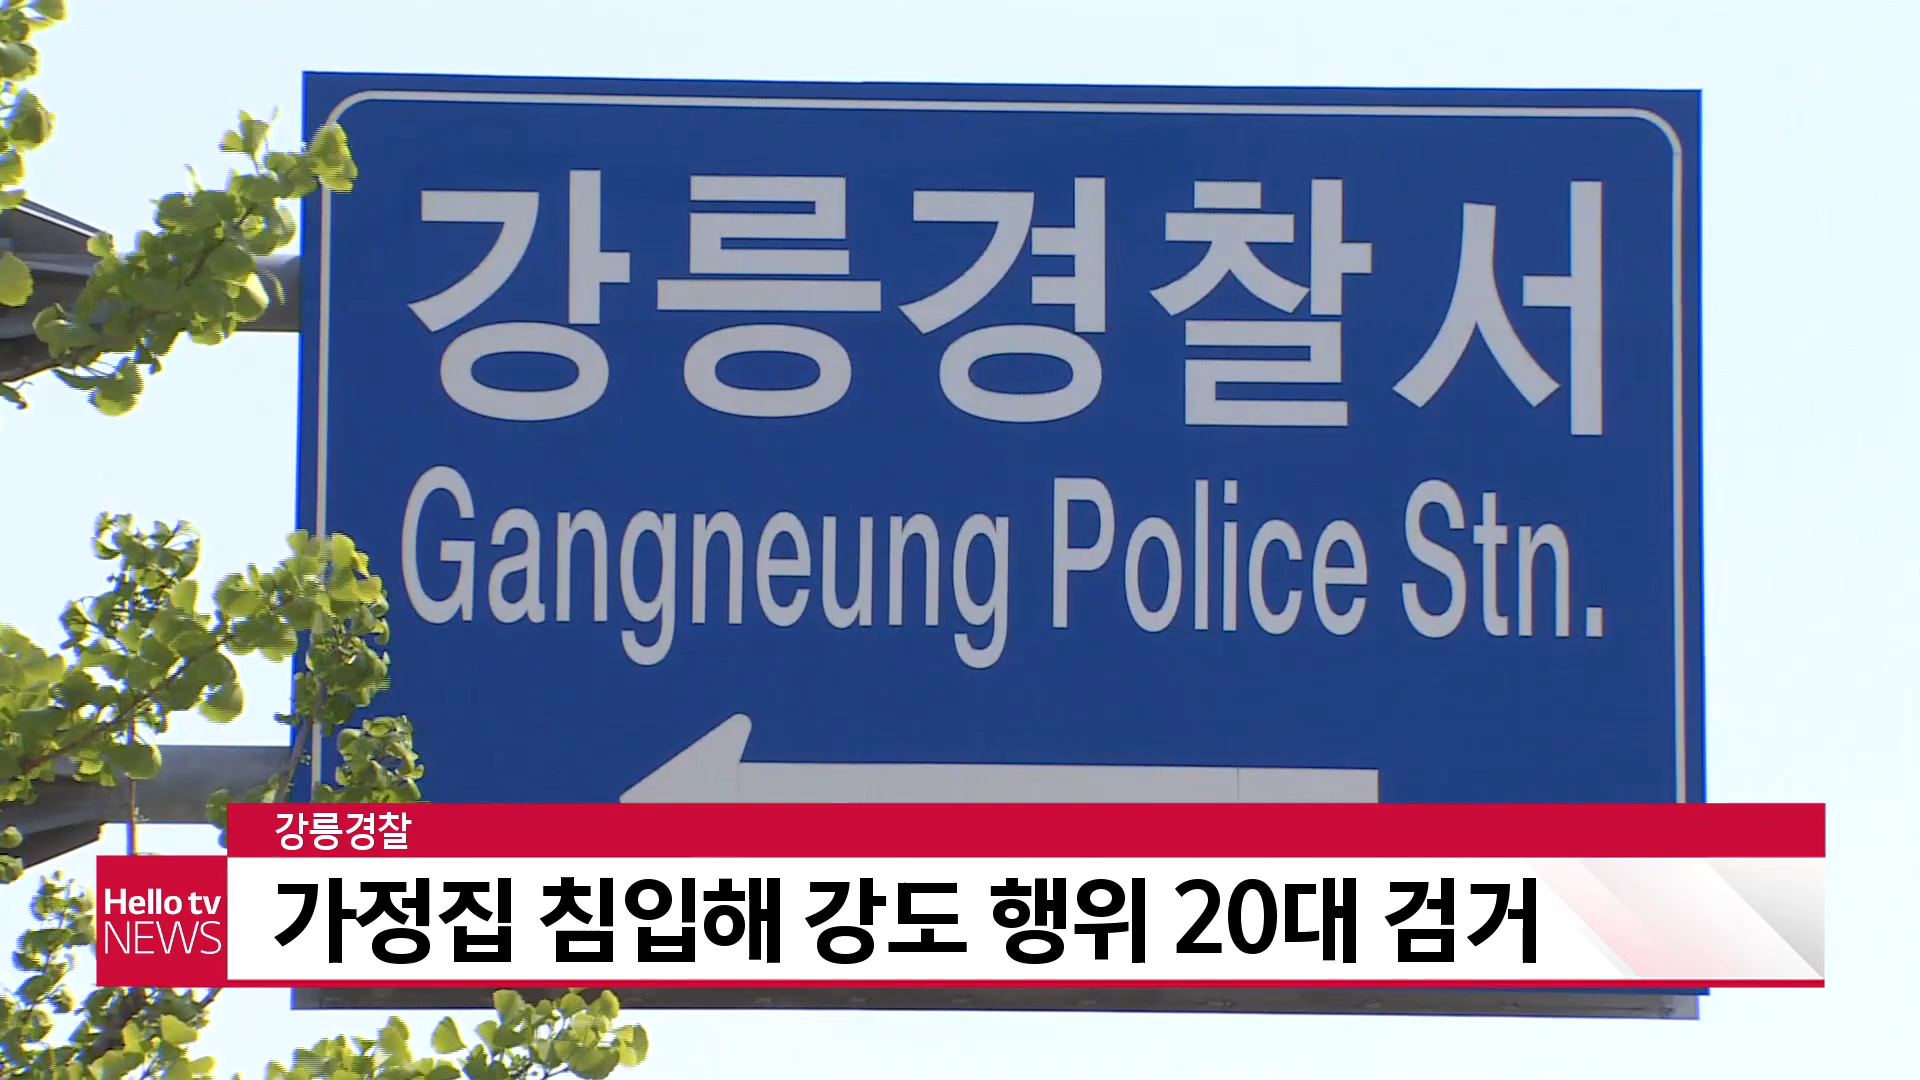 강릉경찰서
Gangneung Police Stn.
강릉경찰
Hello tv
NEWS
가정집 침입해 강도 행위 20대 검거